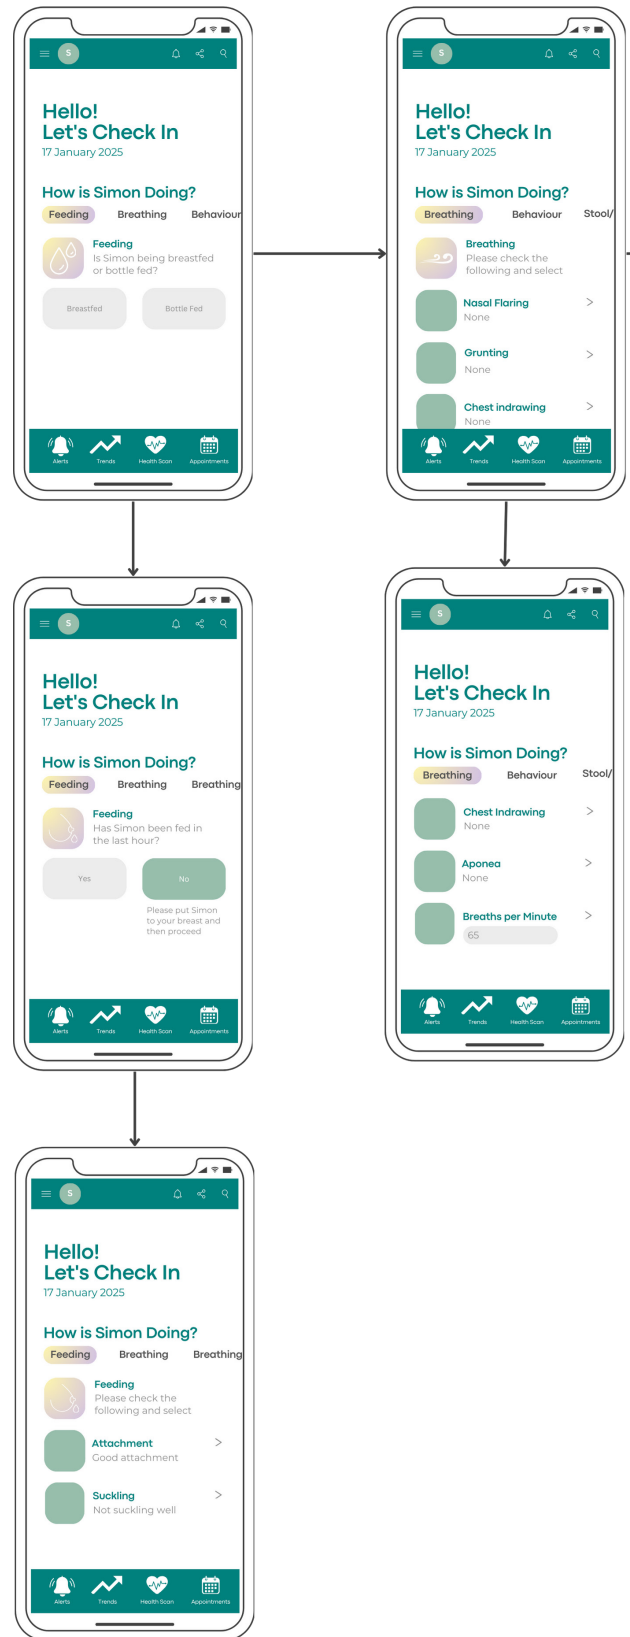 S
Hello!
Let's Check In
17 January 2025
How is Simon Doing?
Feeding Breathing Behaviour
Feeding
Is Simon being breastfed
or bottle fed?
Breastfed Bottle Fed
Alerts Trends Health Scan Appointments
S
Hello!
Let's Check In
17 January 2025
How is Simon Doing?
Breathing Behaviour Stool/
Breathing
Please check the
following and select
Nasal Flaring
None
Grunting
None
Chest indrawing
None
Alerts Trends Health Scan Appointments
S
Hello!
Let's Check In
17 January 2025
How is Simon Doing?
Feeding Breathing Breathing
Feeding
Has Simon been fed in
the last hour?
Yes No
Please put Simon
to your breast and
then proceed
Alerts Trends Health Scan Appointments
S
Hello!
Let's Check In
17 January 2025
How is Simon Doing?
Breathing Behaviour Stool/
Chest Indrawing
None
Aponea
None
Breaths per Minute
65
Alerts Trends Health Scan Appointments
S
Hello!
Let's Check In
17 January 2025
How is Simon Doing?
Feeding Breathing Breathing
Feeding
Please check the
following and select
Attachment
Good attachment
Suckling
Not suckling well
Alerts Trends Health Scan Appointments